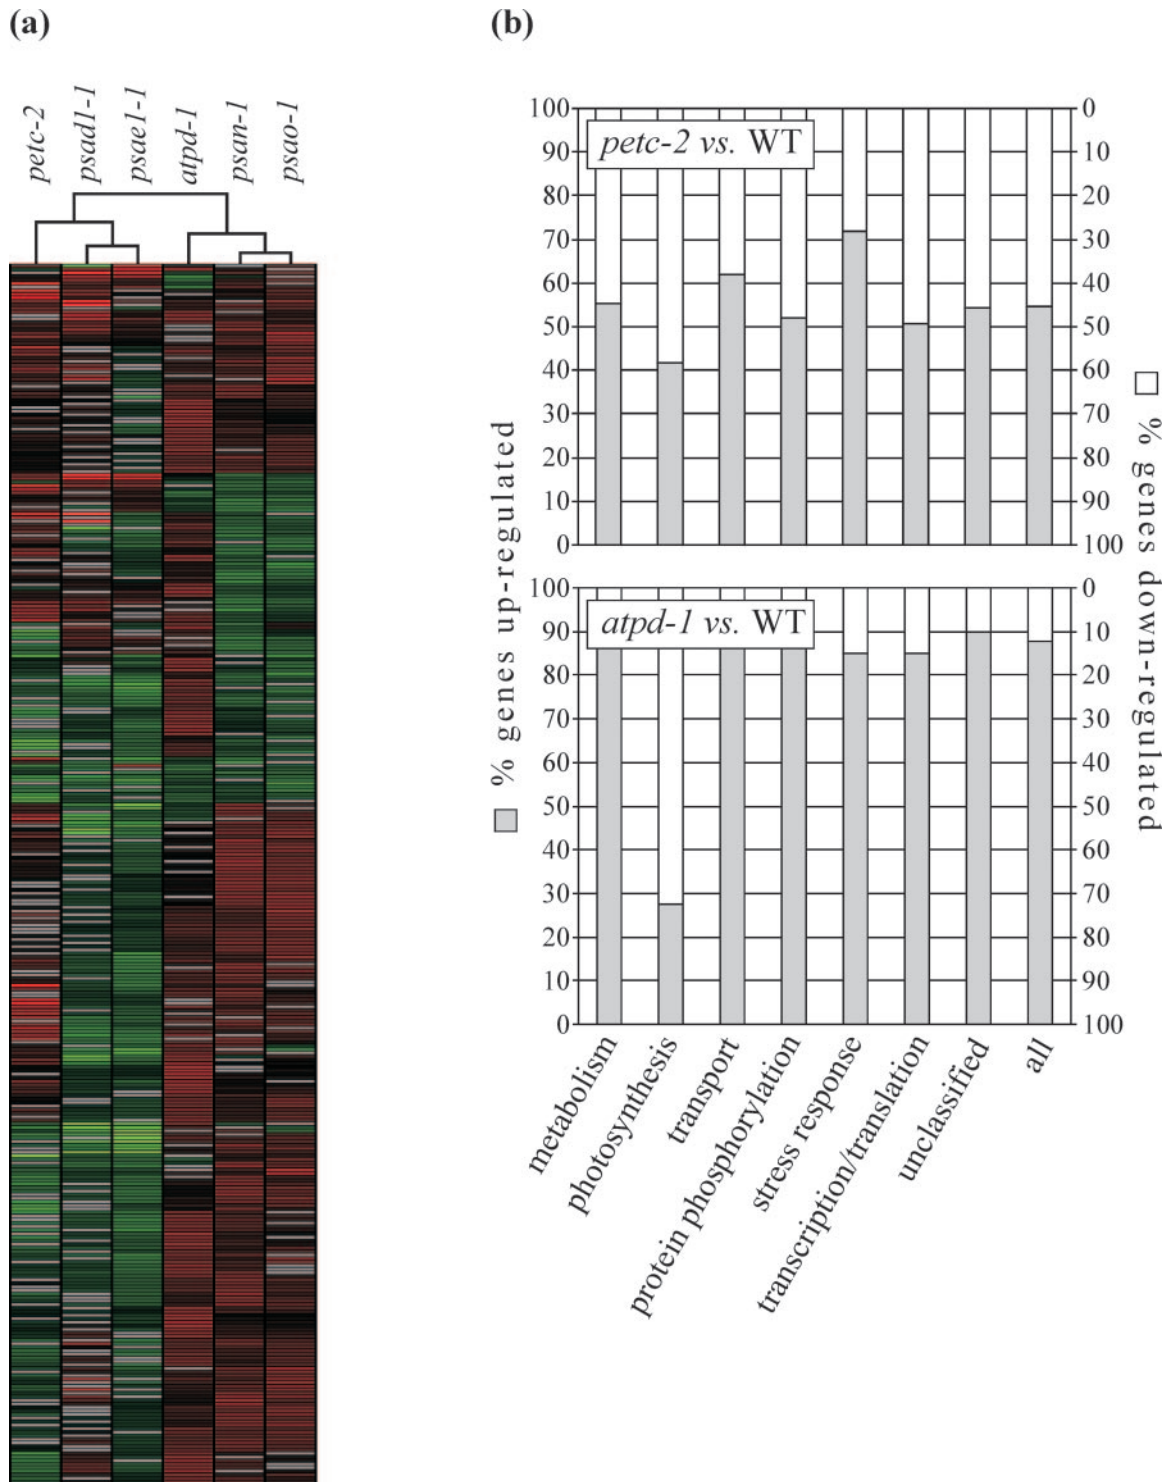 (a)
(b)
petc-2
psad1-1
psae1-1
atpd-1
psan-1
psao-1
petc-2 vs. WT
100
90
80
70
60
50
40
30
20
10
0
0
10
20
30
40
50
60
70
80
90
100
atpd-1 vs. WT
100
90
80
70
60
50
40
30
20
10
0
0
10
20
30
40
50
60
70
80
90
100
% genes up-regulated
% genes down-regulated
metabolism
photosynthesis
transport
protein phosphorylation
stress response
transcription/translation
unclassified
all